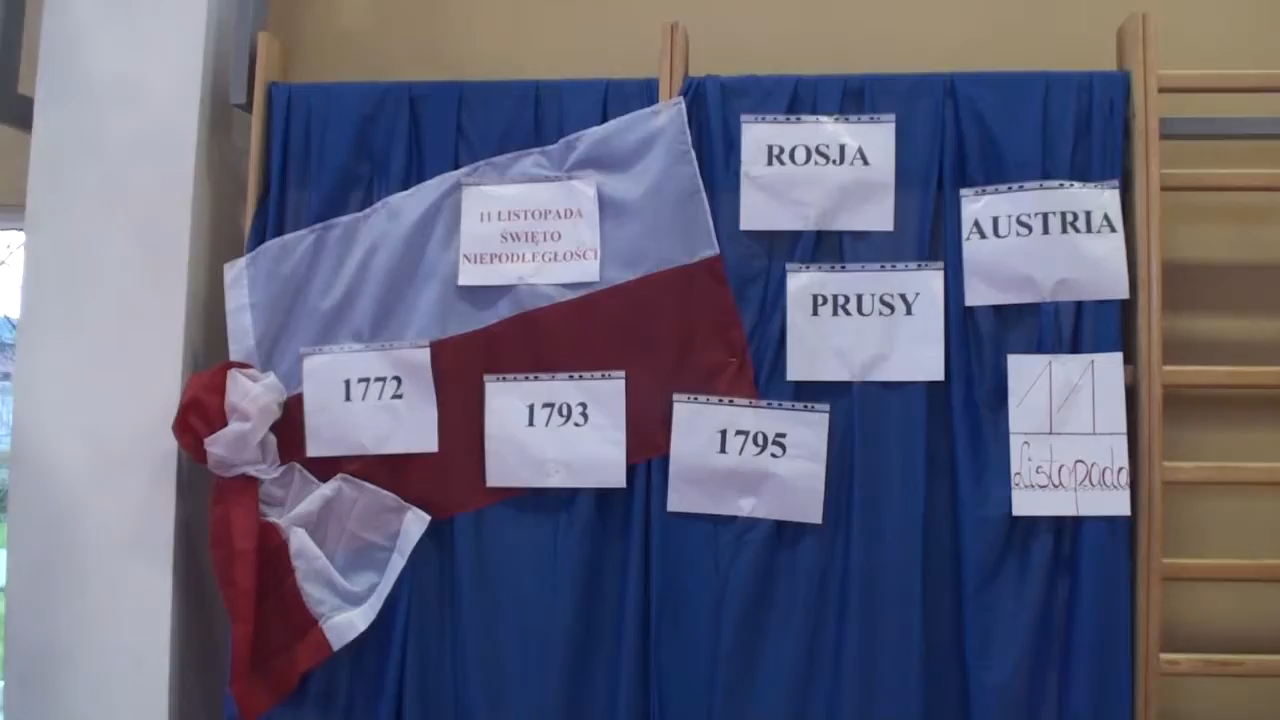 11 LISTOPADA
ŚWIĘTO
NIEPODLEGŁOŚCI
1772
1793
1795
ROSJA
PRUSY
AUSTRIA
11
Listopada